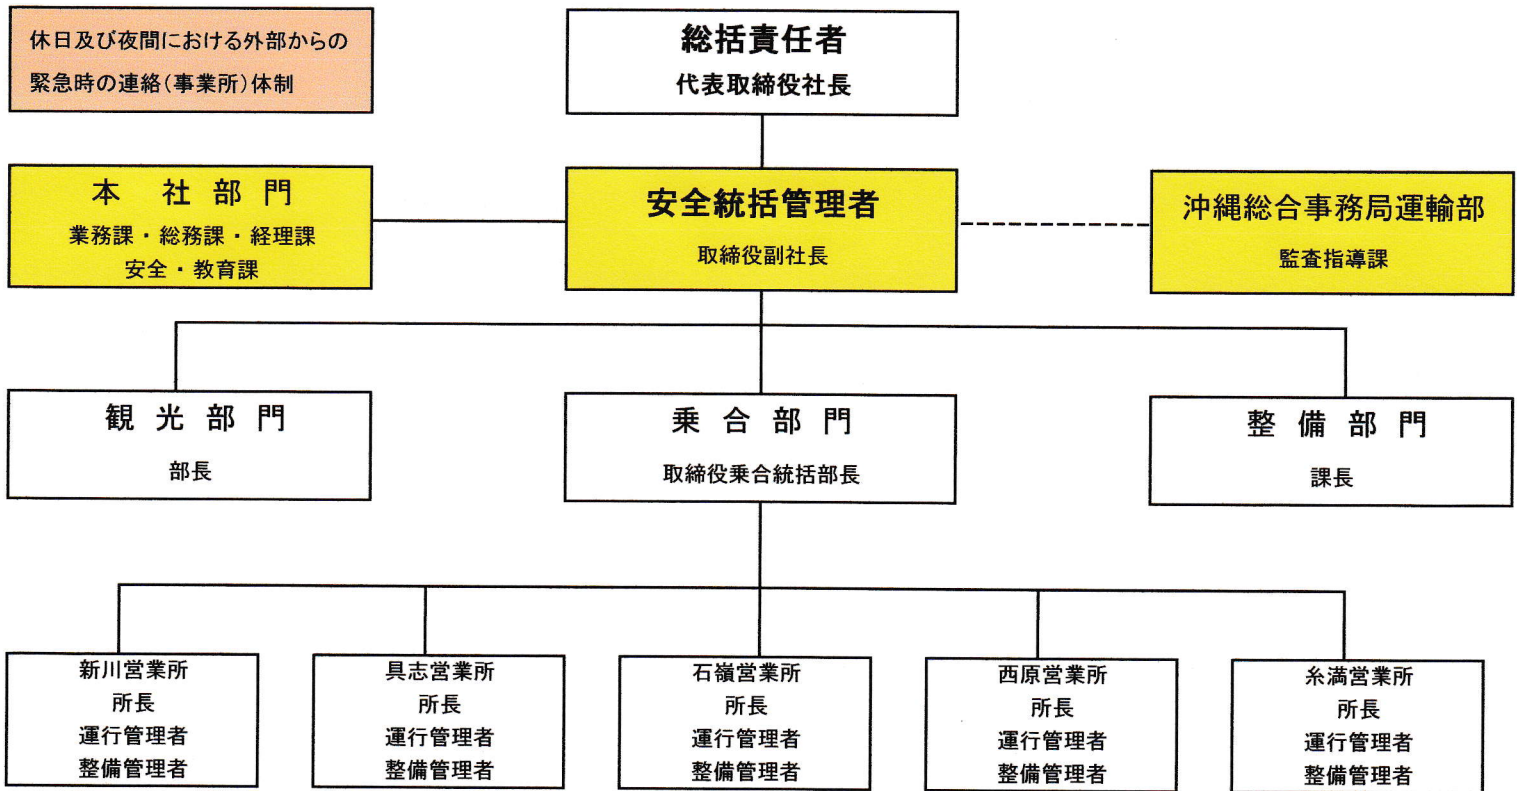 休日及び夜間における外部からの
緊急時の連絡(事業所)体制
総括責任者
代表取締役社長
本 社 部 門
業務課・総務課・経理課
安全・教育課
安全統括管理者
取締役副社長
沖縄総合事務局運輸部
監査指導課
観 光 部 門
部長
乗 合 部 門
取締役乗合統括部長
整 備 部 門
課長
新川営業所
所長
運行管理者
整備管理者
具志営業所
所長
運行管理者
整備管理者
石嶺営業所
所長
運行管理者
整備管理者
西原営業所
所長
運行管理者
整備管理者
糸満営業所
所長
運行管理者
整備管理者